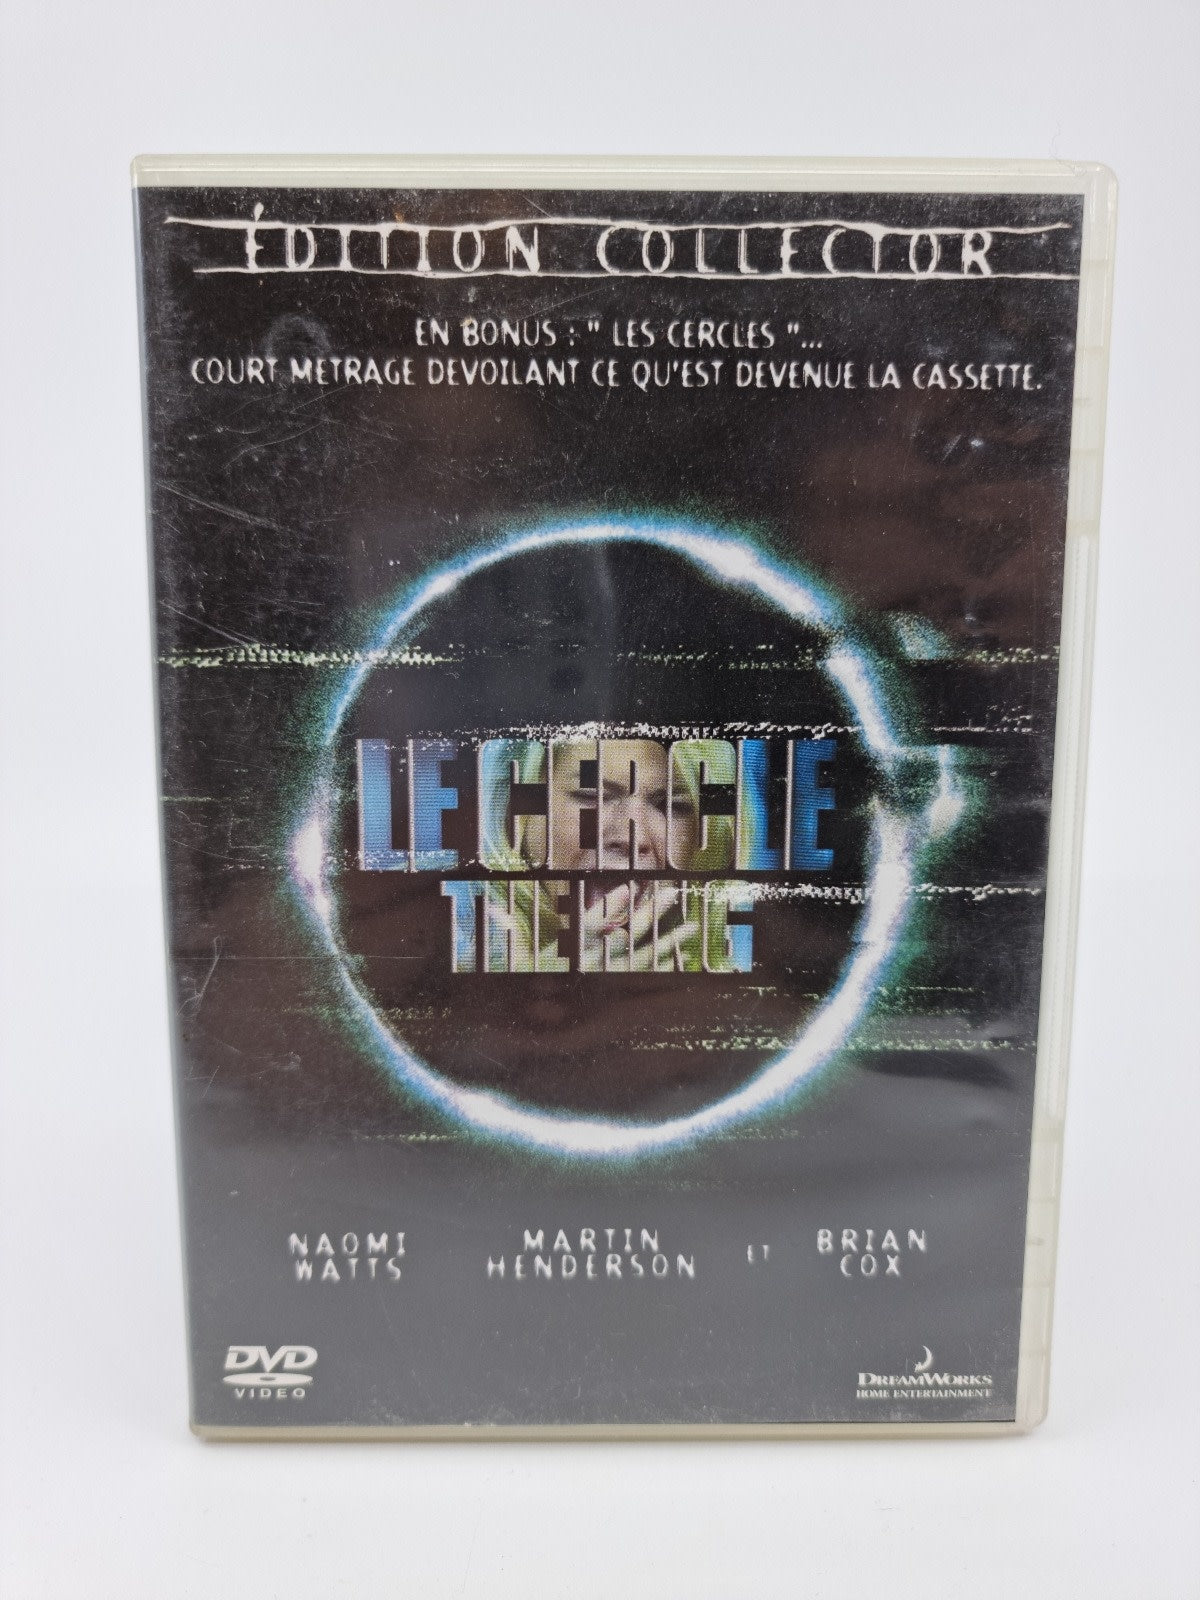 ÉDITION COLLECTOR
EN BONUS : " LES CERCLES "...
COURT METRAGE DEVOILANT CE QU'EST DEVENUE LA CASSETTE.
LE CERCLE
THE RING
NAOMI WATTS MARTIN HENDERSON ET BRIAN COX
DVD
VIDEO
DREAMWORKS
HOME ENTERTAINMENT